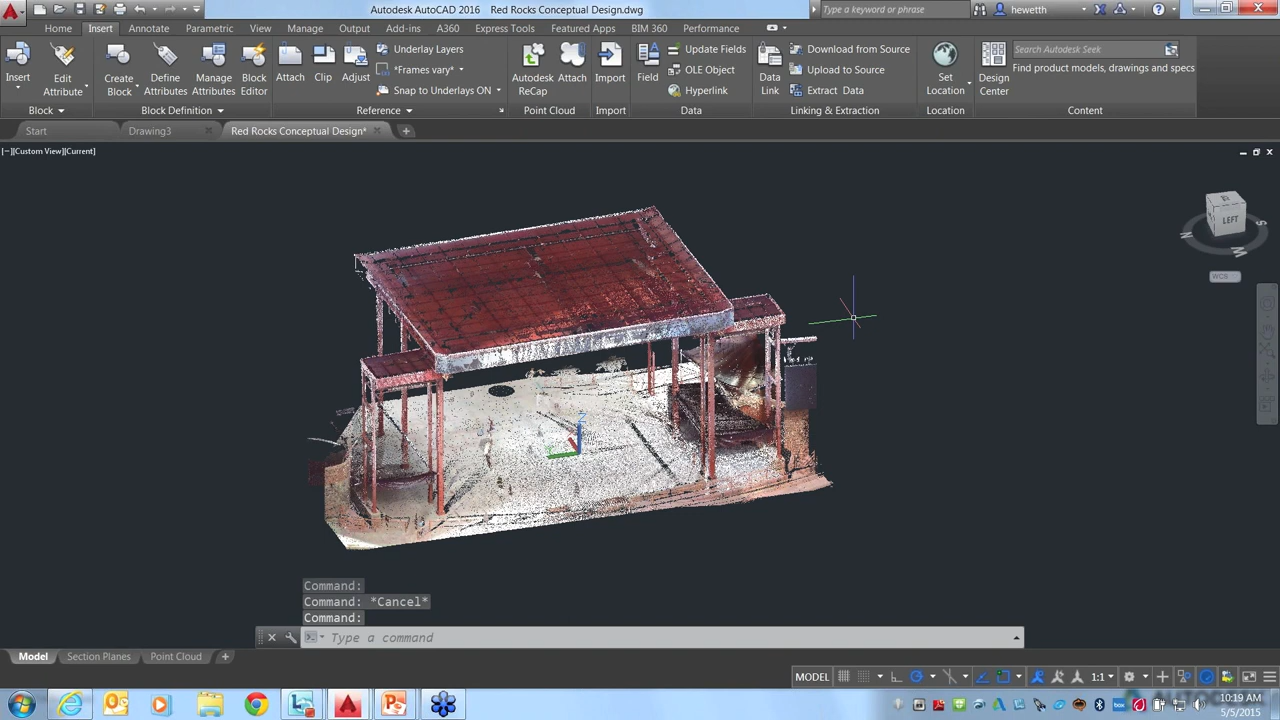 Autodesk AutoCAD 2016 Red Rocks Conceptual Design.dwg
Type a keyword or phrase
hewetth
Home Insert Annotate Parametric View Manage Output Add-ins A360 Express Tools Featured Apps BIM 360 Performance
Insert
Edit Attribute
Create Block
Define Attributes
Manage Attributes
Block Editor
Attach
Clip
Adjust
Underlay Layers
*Frames vary*
Snap to Underlays ON
Autodesk ReCap
Attach
Import
Field
Update Fields
OLE Object
Hyperlink
Data Link
Download from Source
Upload to Source
Extract Data
Set Location
Design Center
Search Autodesk Seek
Find product models, drawings and specs
Block Block Definition Reference Point Cloud Import Data Linking & Extraction Location Content
Start Drawing3 Red Rocks Conceptual Design*
[−][Custom View][Current]
LEFT
S
N
WCS
Z
Command:
Command: *Cancel*
Command:
Type a command
Model Section Planes Point Cloud
MODEL 1:1
10:19 AM
5/5/2015